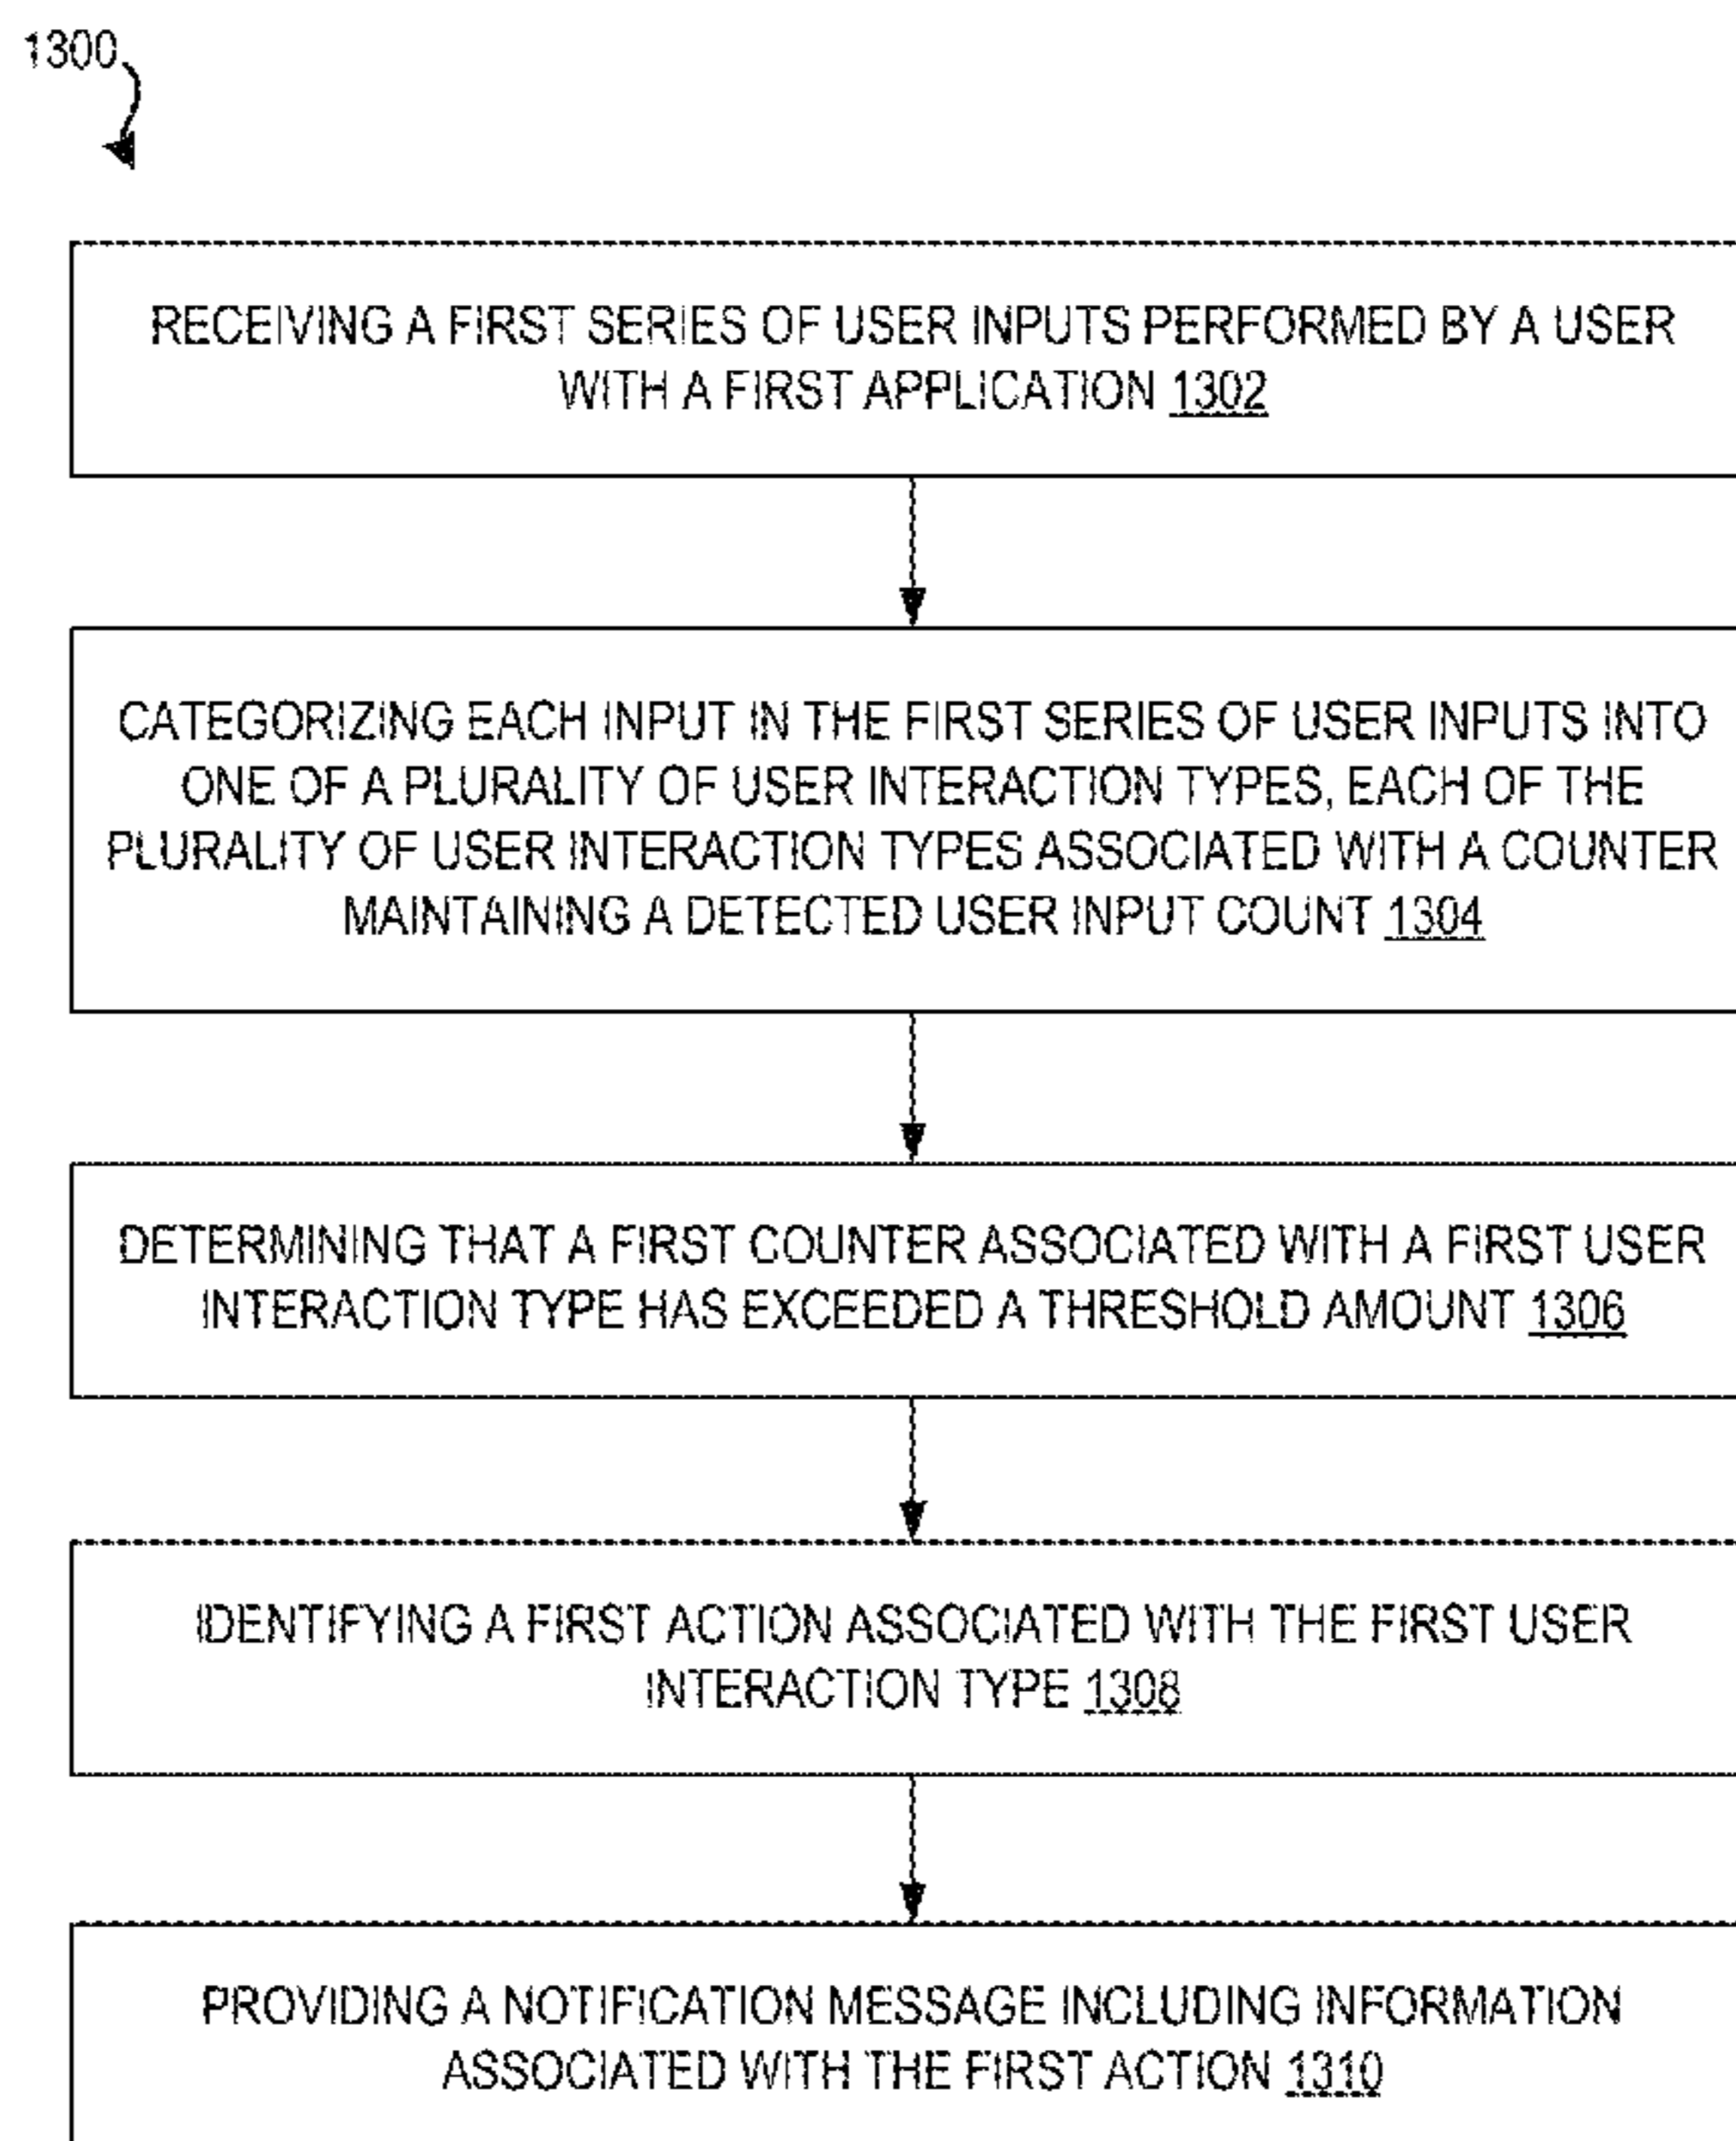 1300
RECEIVING A FIRST SERIES OF USER INPUTS PERFORMED BY A USER
WITH A FIRST APPLICATION 1302
CATEGORIZING EACH INPUT IN THE FIRST SERIES OF USER INPUTS INTO
ONE OF A PLURALITY OF USER INTERACTION TYPES, EACH OF THE
PLURALITY OF USER INTERACTION TYPES ASSOCIATED WITH A COUNTER
MAINTAINING A DETECTED USER INPUT COUNT 1304
DETERMINING THAT A FIRST COUNTER ASSOCIATED WITH A FIRST USER
INTERACTION TYPE HAS EXCEEDED A THRESHOLD AMOUNT 1306
IDENTIFYING A FIRST ACTION ASSOCIATED WITH THE FIRST USER
INTERACTION TYPE 1308
PROVIDING A NOTIFICATION MESSAGE INCLUDING INFORMATION
ASSOCIATED WITH THE FIRST ACTION 1310